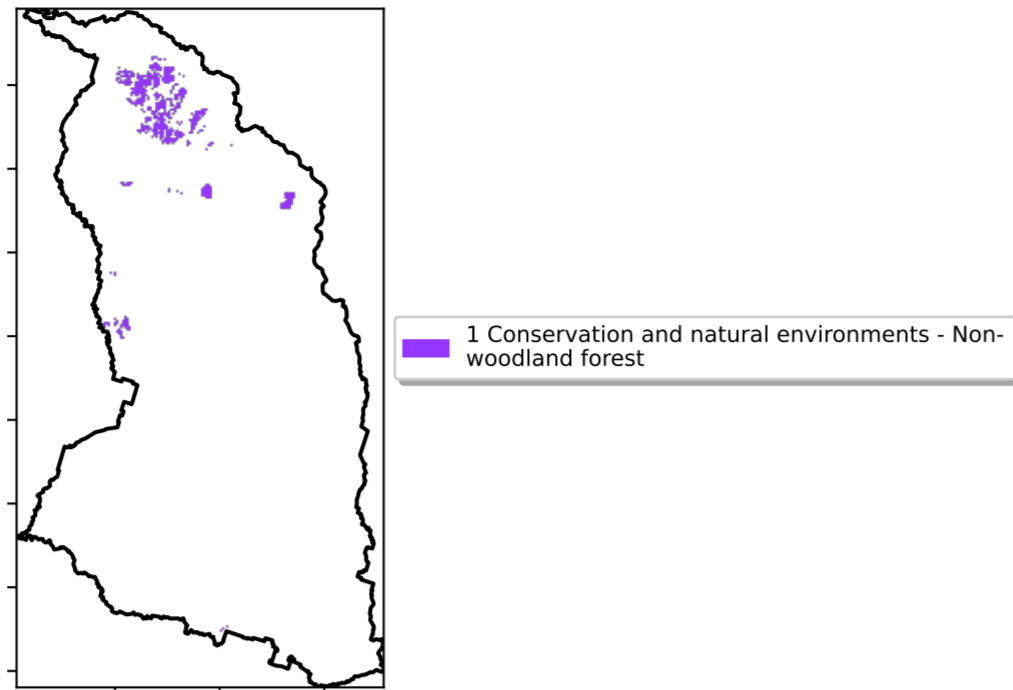 1 Conservation and natural environments - Non-
woodland forest